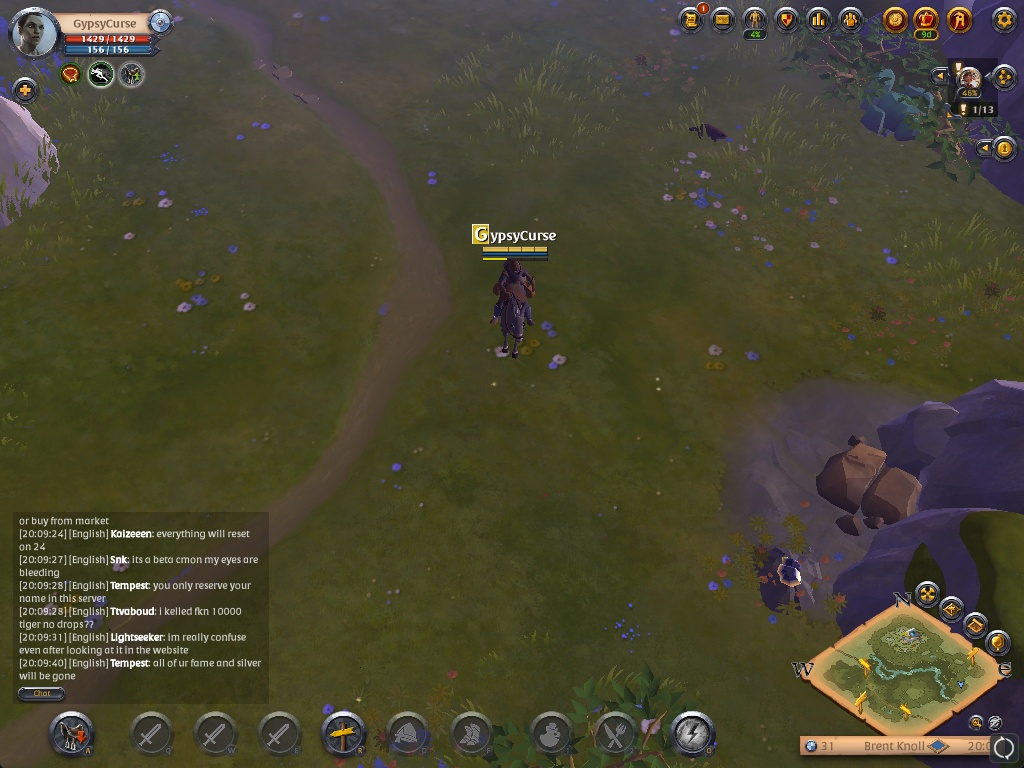 GypsyCurse
1429 / 1429
156 / 156
1
4%
9d
46%
1/13
1
GypsyCurse
or buy from market
[20:09:24] [English] Kaizeeen: everything will reset
on 24
[20:09:27] [English] Snk: its a beta cmon my eyes are
bleeding
[20:09:28] [English] Tempest: you only reserve your
name in this server
[20:09:28] [English] Ttvaboud: i kelled fkn 10000
tiger no drops??
[20:09:31] [English] Lightseeker: im really confuse
even after looking at it in the website
[20:09:40] [English] Tempest: all of ur fame and silver
will be gone
Chat
N
W
E
A
Q
W
E
R
D
F
31
Brent Knoll